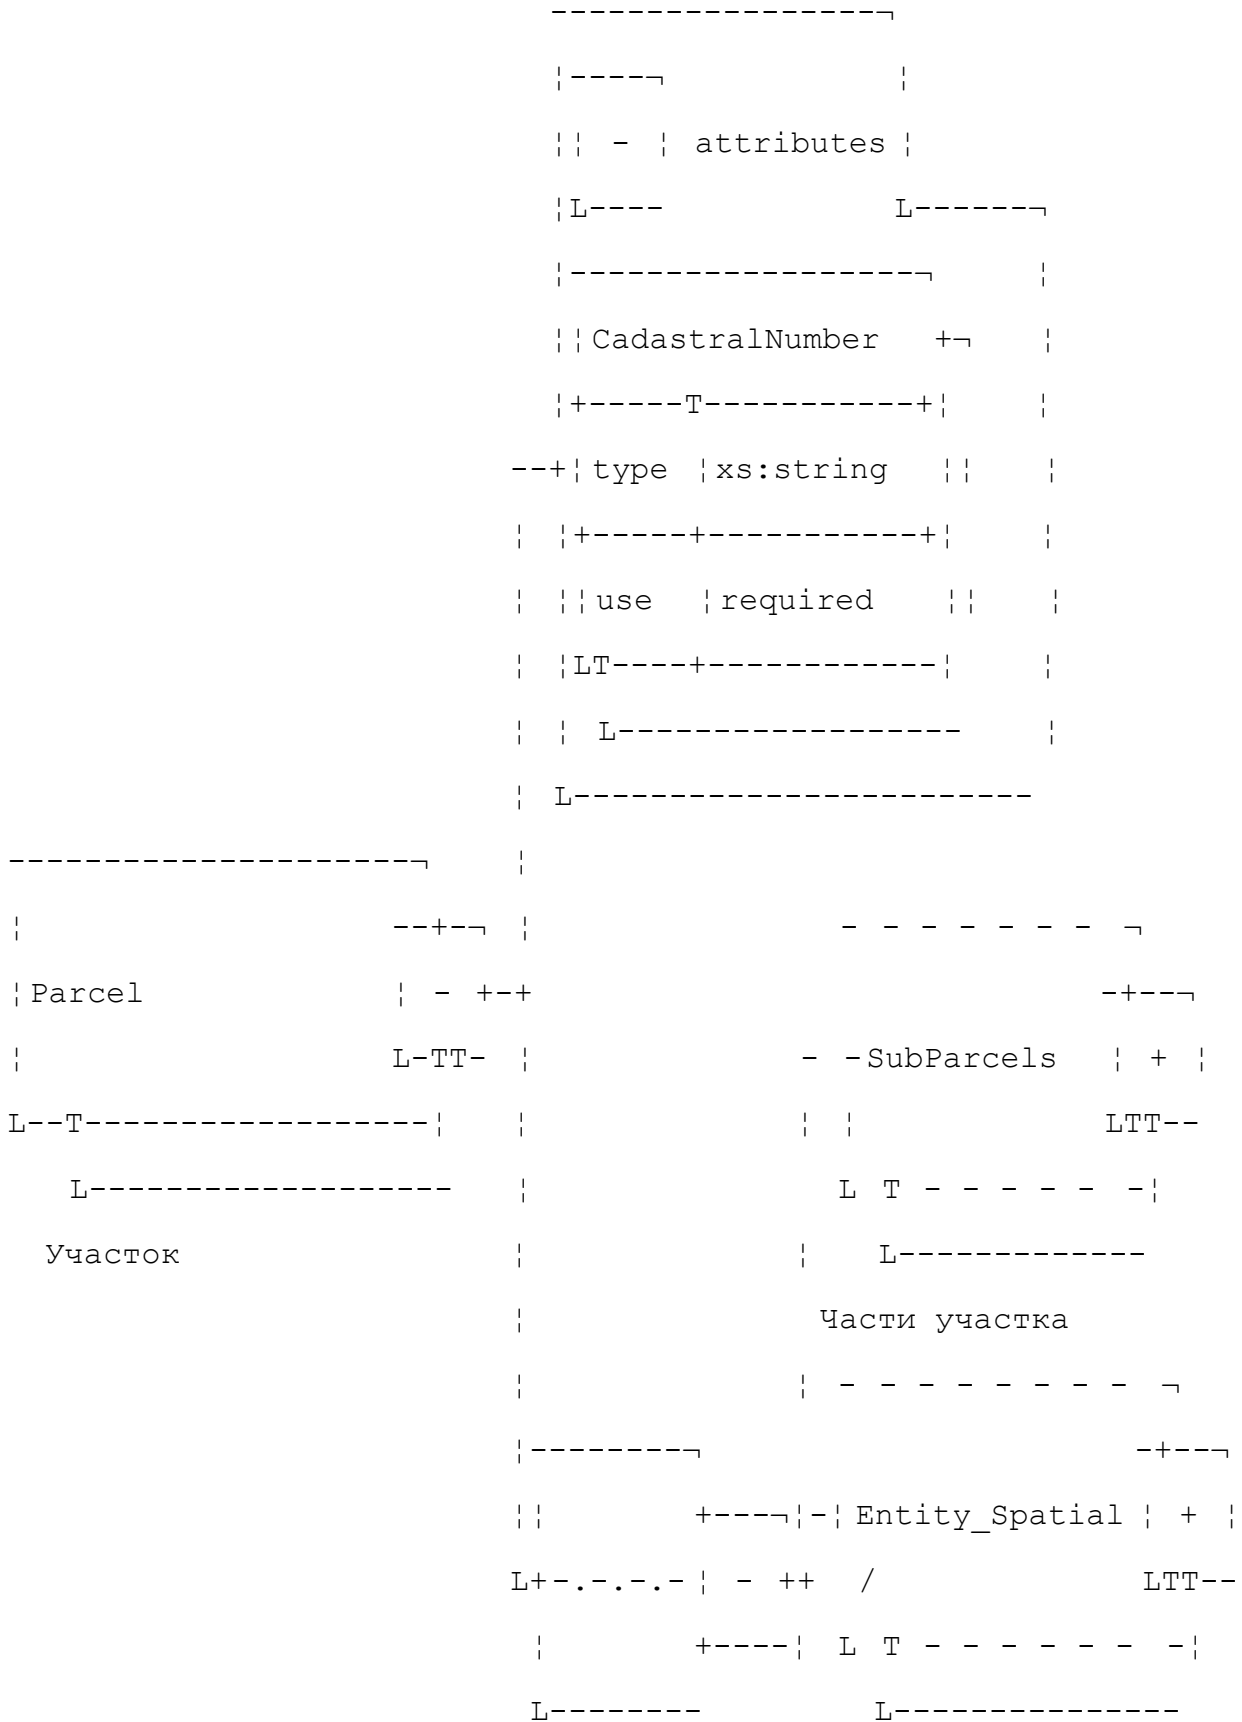 attributes
CadastralNumber
type xs:string
use required
Parcel
SubParcels
Участок
Части участка
Entity_Spatial